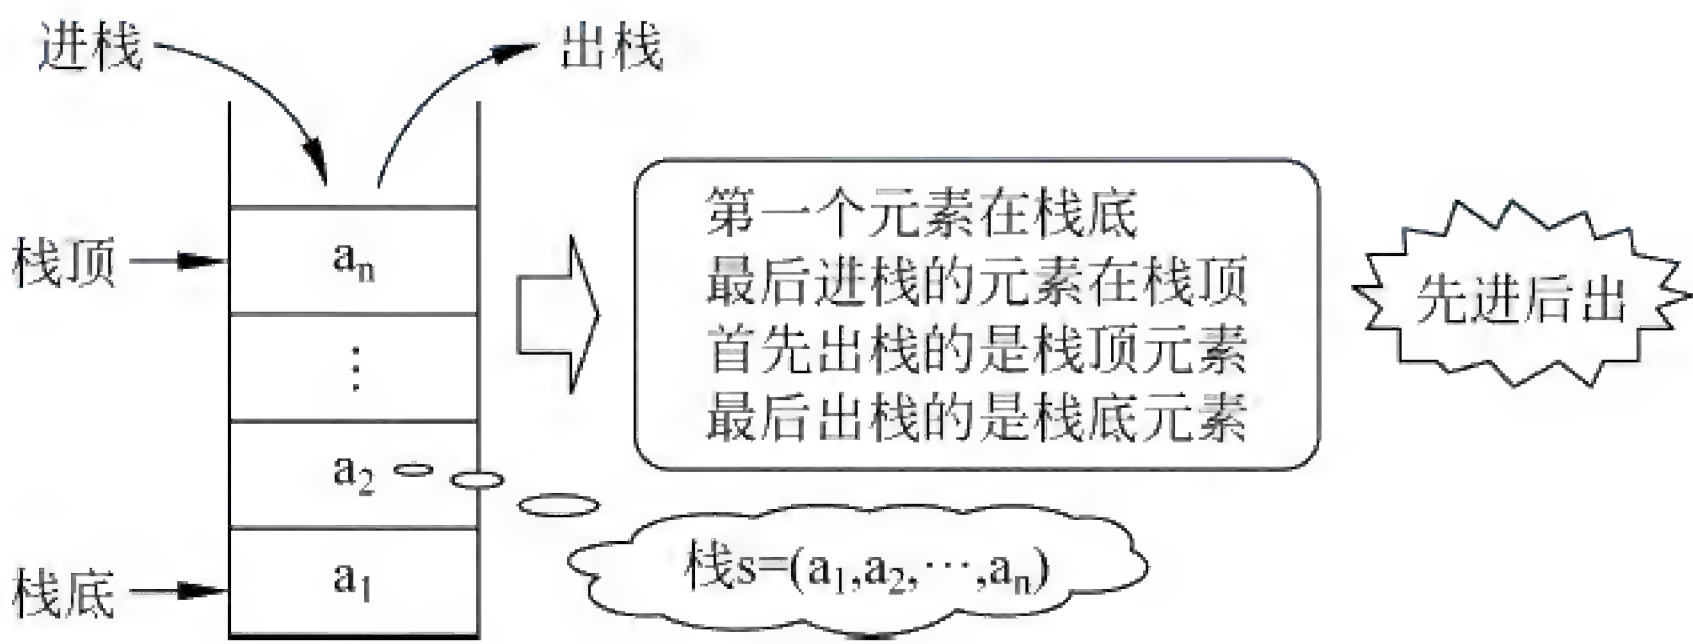 进栈
出栈
栈顶
aₙ
⋮
a₂
栈底
a₁
第一个元素在栈底
最后进栈的元素在栈顶
首先出栈的是栈顶元素
最后出栈的是栈底元素
先进后出
栈s=(a₁,a₂,⋯,aₙ)